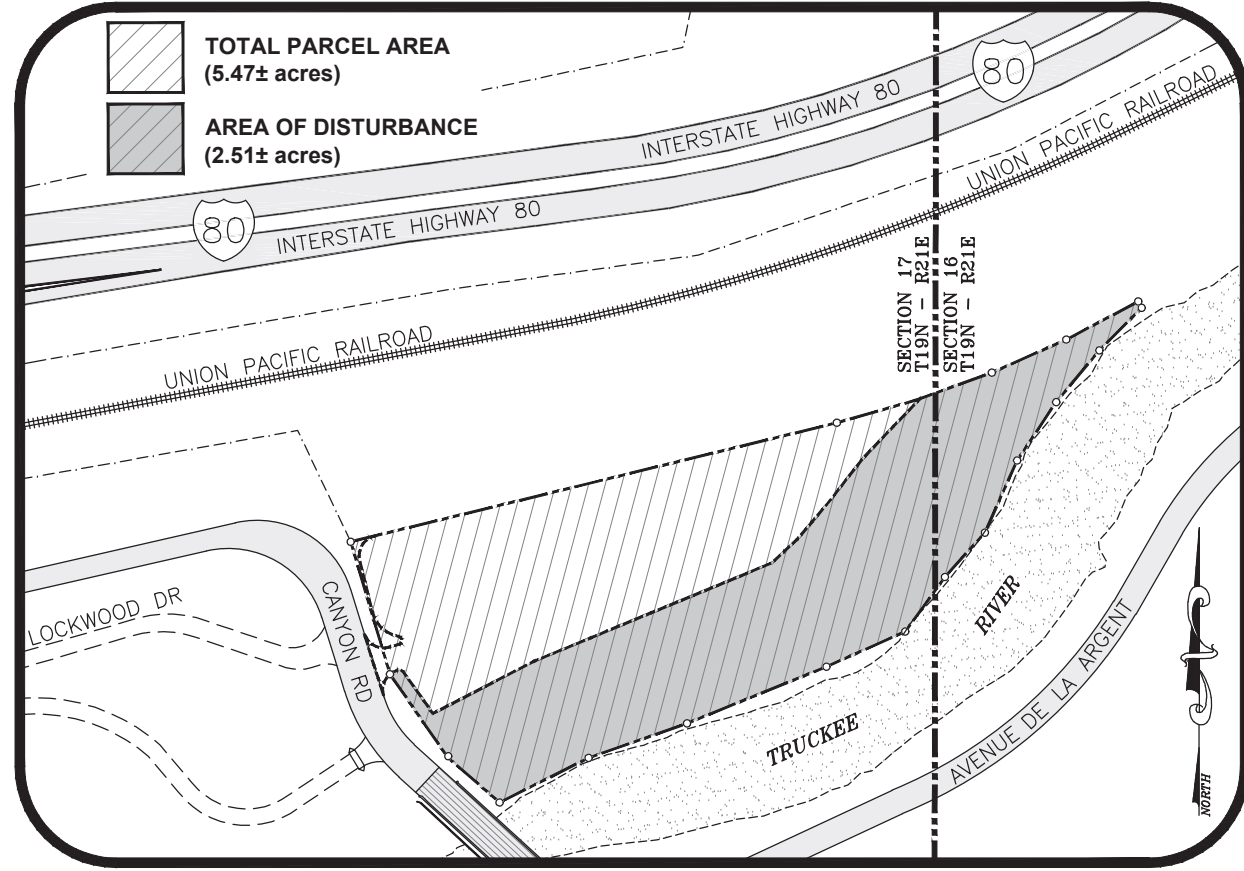 TOTAL PARCEL AREA
(5.47± acres)
AREA OF DISTURBANCE
(2.51± acres)
INTERSTATE HIGHWAY 80
80
UNION PACIFIC RAILROAD
80
INTERSTATE HIGHWAY 80
SECTION 17
T19N - R21E
SECTION 16
T19N - R21E
UNION PACIFIC RAILROAD
LOCKWOOD DR
CANYON RD
TRUCKEE
RIVER
AVENUE DE LA ARGENT
NORTH